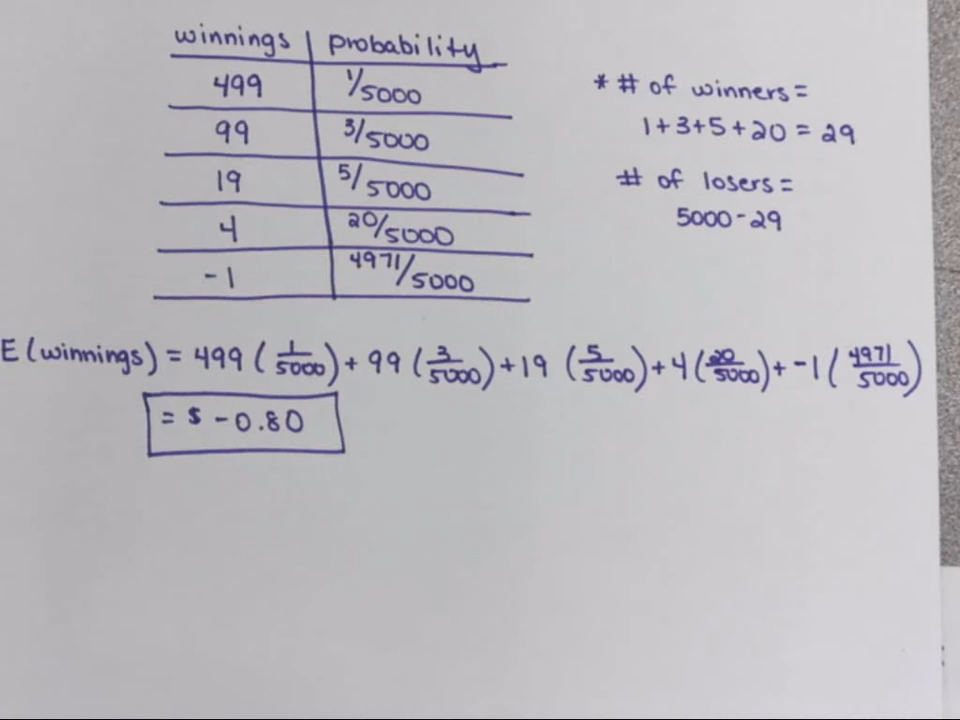 winnings probability
499 1/5000
99 3/5000
19 5/5000
4 20/5000
-1 4971/5000
* # of winners =
1+3+5+20 = 29
# of losers =
5000-29
E(winnings) = 499 (1/5000) + 99 (3/5000) + 19 (5/5000) + 4 (20/5000) + -1 (4971/5000)
= $ -0.80